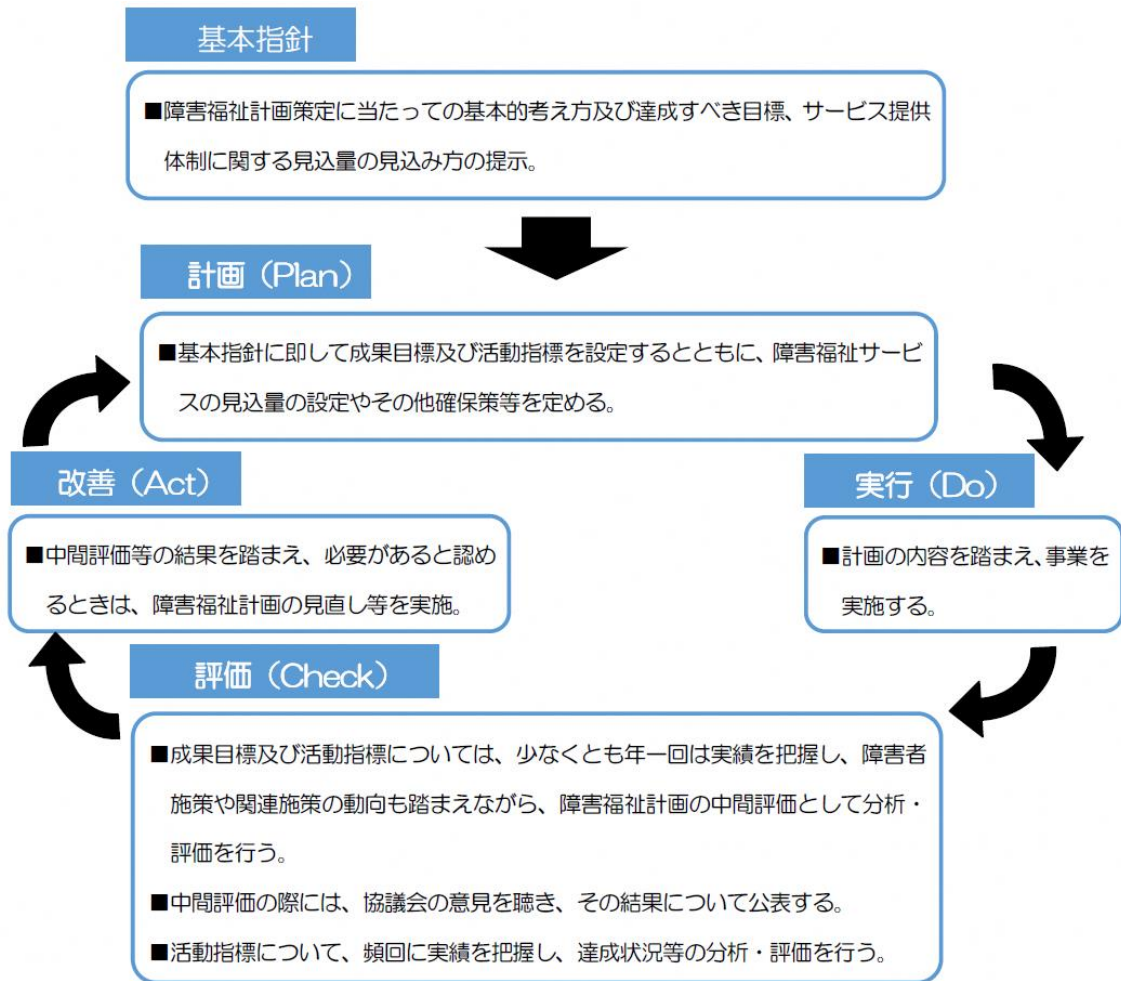 基本指針
■障害福祉計画策定に当たっての基本的考え方及び達成すべき目標、サービス提供
体制に関する見込量の見込み方の提示。
計画（Plan）
■基本指針に即して成果目標及び活動指標を設定するとともに、障害福祉サービ
スの見込量の設定やその他確保策等を定める。
改善（Act）
■中間評価等の結果を踏まえ、必要があると認め
るときは、障害福祉計画の見直し等を実施。
実行（Do）
■計画の内容を踏まえ、事業を
実施する。
評価（Check）
■成果目標及び活動指標については、少なくとも年一回は実績を把握し、障害者
施策や関連施策の動向も踏まえながら、障害福祉計画の中間評価として分析・
評価を行う。
■中間評価の際には、協議会の意見を聴き、その結果について公表する。
■活動指標について、頻回に実績を把握し、達成状況等の分析・評価を行う。